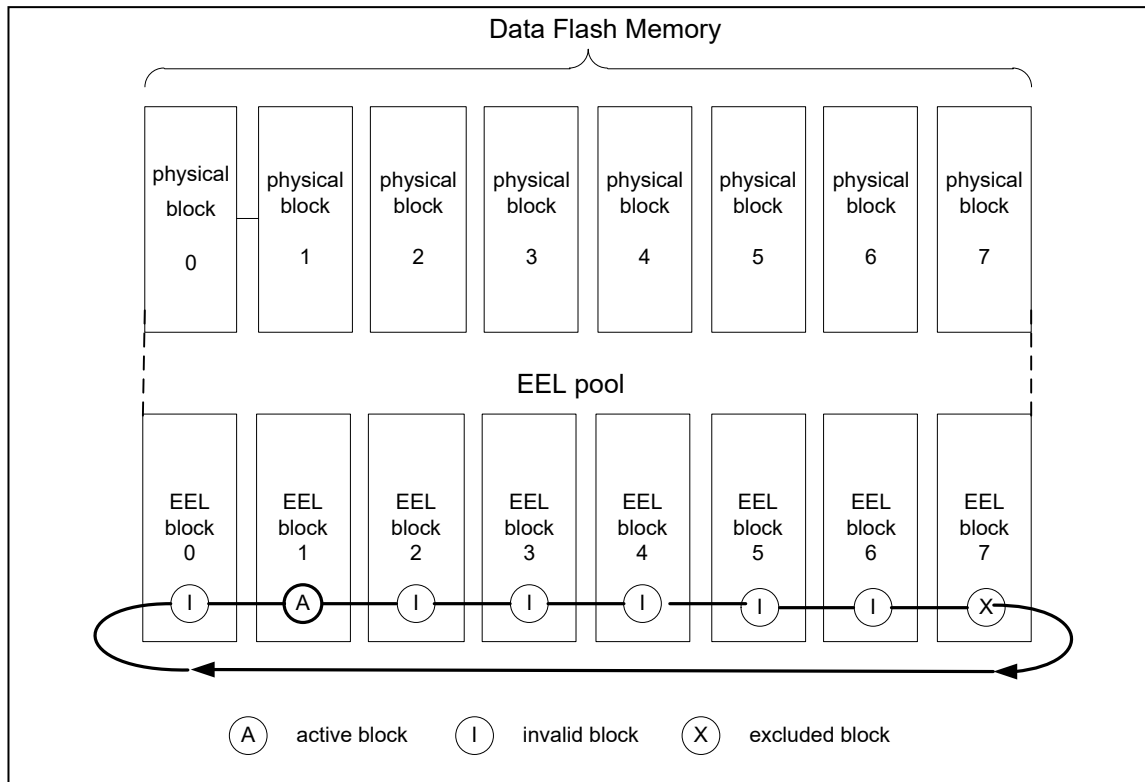 Data Flash Memory
physical block 0
physical block 1
physical block 2
physical block 3
physical block 4
physical block 5
physical block 6
physical block 7
EEL pool
EEL block 0
EEL block 1
EEL block 2
EEL block 3
EEL block 4
EEL block 5
EEL block 6
EEL block 7
I A I I I I I X
A active block I invalid block X excluded block